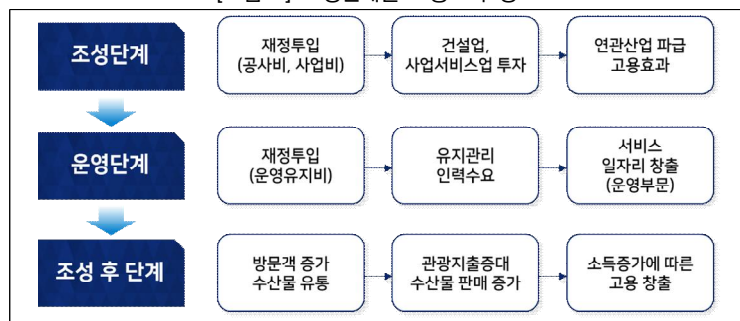 조성단계
재정투입
(공사비, 사업비)
건설업,
사업서비스업 투자
연관산업 파급
고용효과
운영단계
재정투입
(운영유지비)
유지관리
인력수요
서비스
일자리 창출
(운영부문)
조성 후 단계
방문객 증가
수산물 유통
관광지출증대
수산물 판매 증가
소득증가에 따른
고용 창출